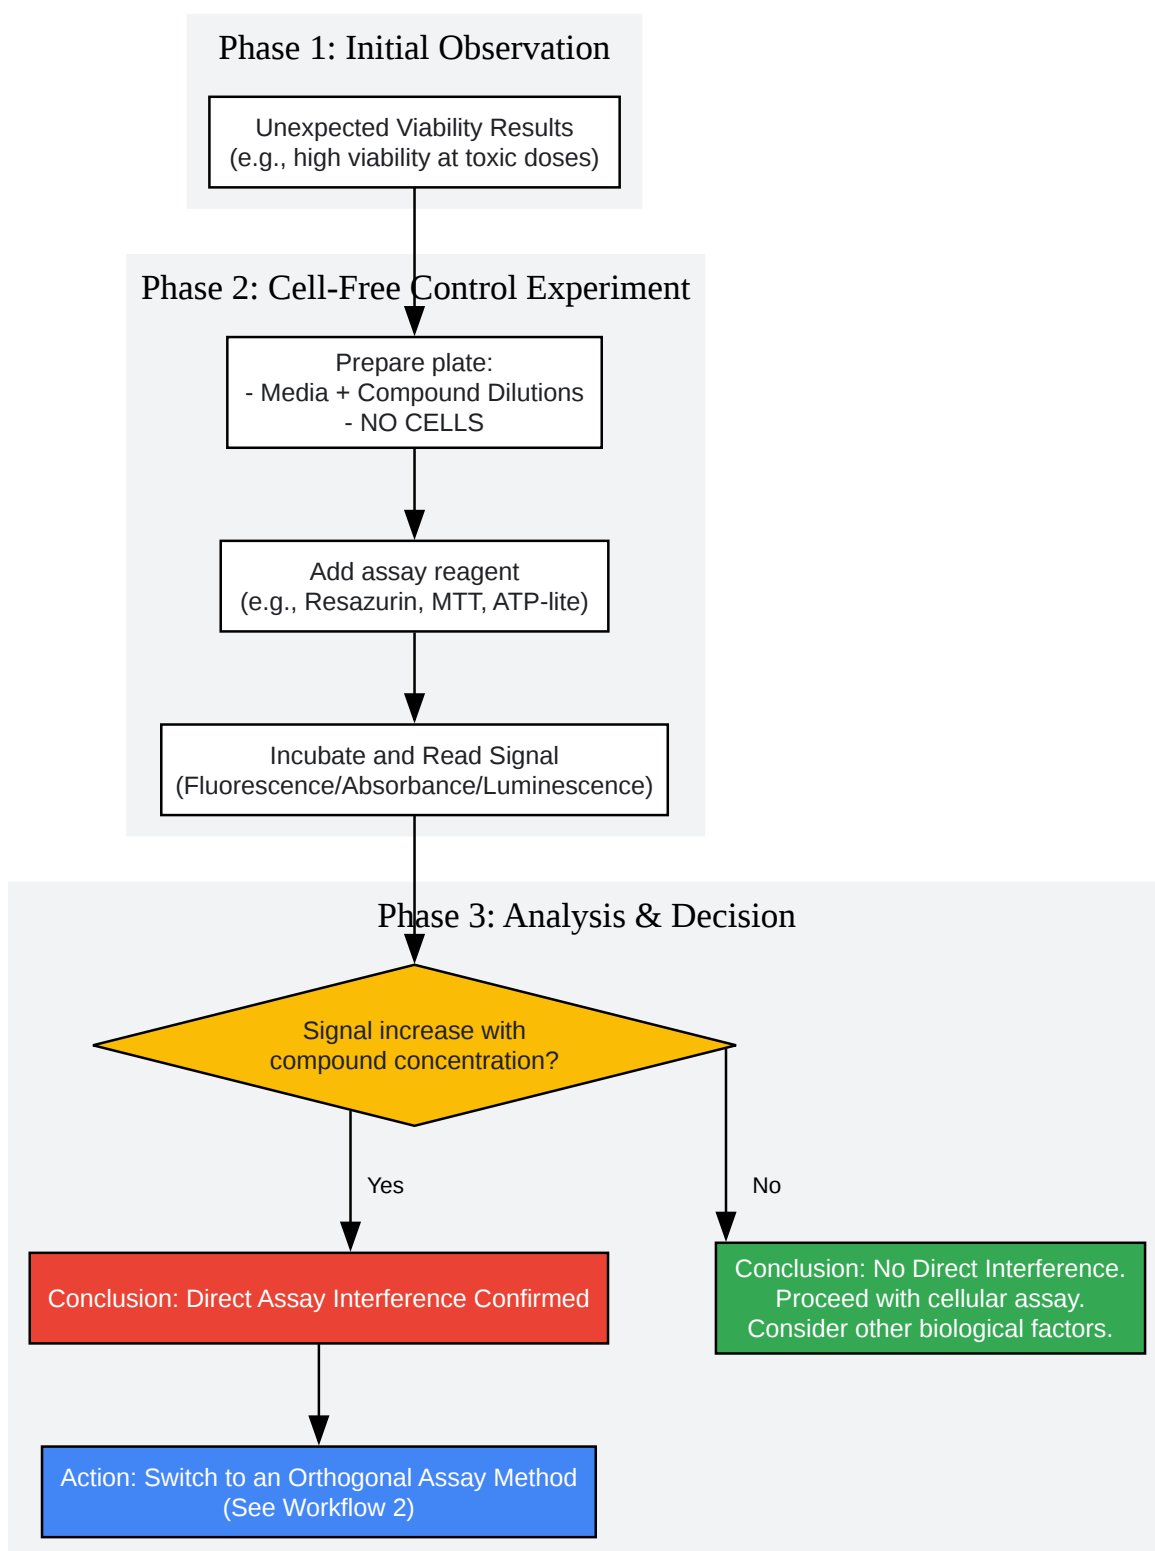 Phase 1: Initial Observation
Unexpected Viability Results
(e.g., high viability at toxic doses)
Phase 2: Cell-Free Control Experiment
Prepare plate:
- Media + Compound Dilutions
- NO CELLS
Add assay reagent
(e.g., Resazurin, MTT, ATP-lite)
Incubate and Read Signal
(Fluorescence/Absorbance/Luminescence)
Phase 3: Analysis & Decision
Signal increase with
compound concentration?
Yes
No
Conclusion: Direct Assay Interference Confirmed
Conclusion: No Direct Interference.
Proceed with cellular assay.
Consider other biological factors.
Action: Switch to an Orthogonal Assay Method
(See Workflow 2)